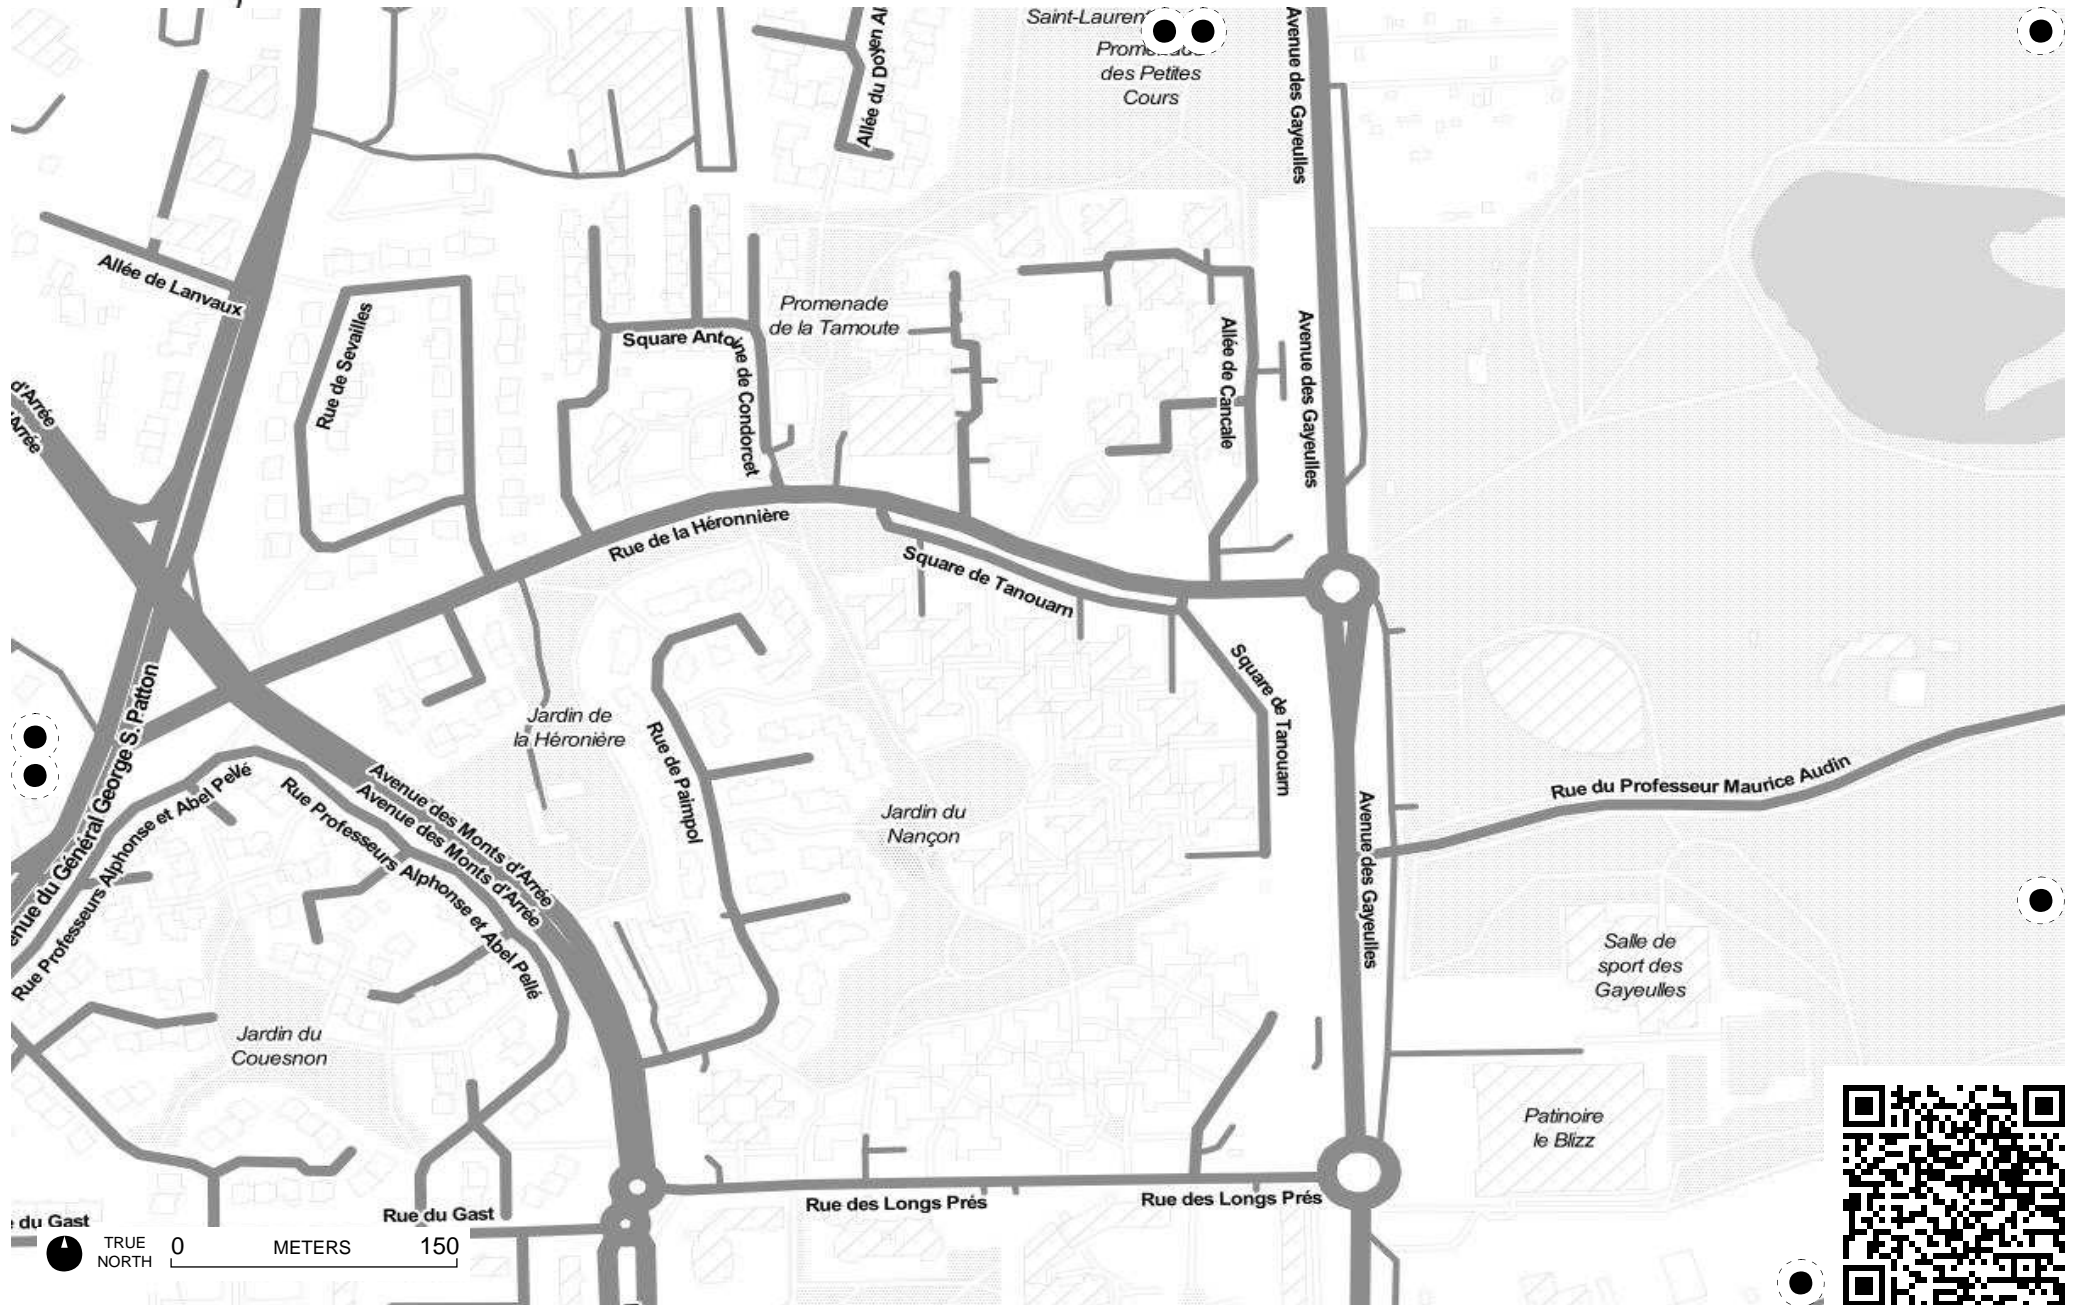 Saint-Laurent
Promenade
des Petites
Cours
Avenue des Gayeulles
Allée du Doyen
Allée de Lanvaux
Rue de Sevailles
Promenade
de la Tamoute
Square Antoine de Condorcet
Allée de Cancale
Avenue des Gayeulles
d'Arrée
d'Arrée
Rue de la Héronnière
Square de Tanouarn
Square de Tanouarn
Jardin de
la Héronière
Rue de Paimpol
Jardin du
Nançon
Avenue du Général George S. Patton
Rue Professeurs Alphonse et Abel Pellé
Rue Professeurs Alphonse et Abel Pellé
Avenue des Monts d'Arrée
Avenue des Monts d'Arrée
Rue du Professeur Maurice Audin
Avenue des Gayeulles
Salle de
sport des
Gayeulles
Jardin du
Couesnon
Patinoire
le Blizz
Rue des Longs Prés
Rue des Longs Prés
Rue du Gast
du Gast
TRUE
NORTH
0 METERS 150